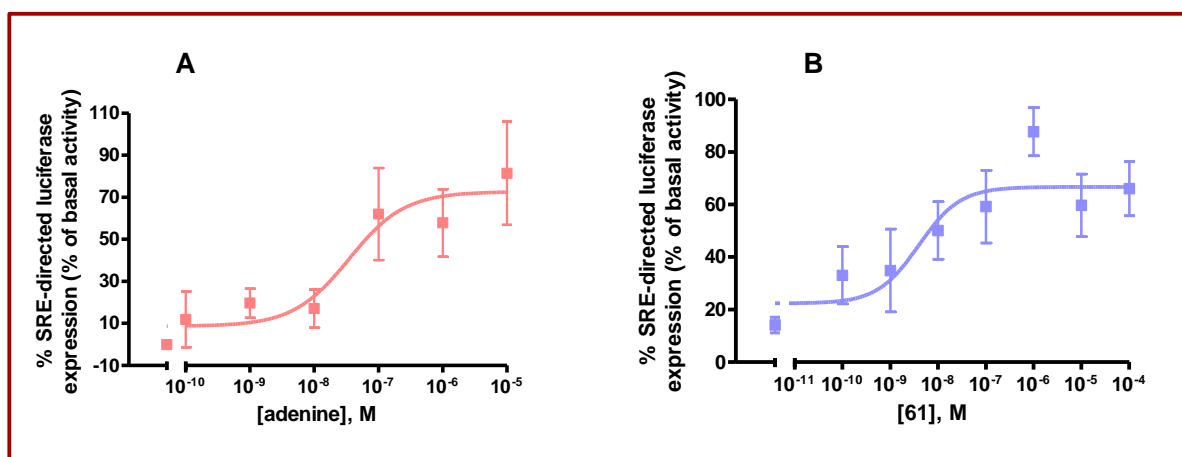 A
% SRE-directed luciferase
expression (% of basal activity)
110
90
70
50
30
10
-10
10⁻¹⁰ 10⁻⁹ 10⁻⁸ 10⁻⁷ 10⁻⁶ 10⁻⁵
[adenine], M
B
% SRE-directed luciferase
expression (% of basal activity)
100
80
60
40
20
0
10⁻¹¹ 10⁻¹⁰ 10⁻⁹ 10⁻⁸ 10⁻⁷ 10⁻⁶ 10⁻⁵ 10⁻⁴
[61], M